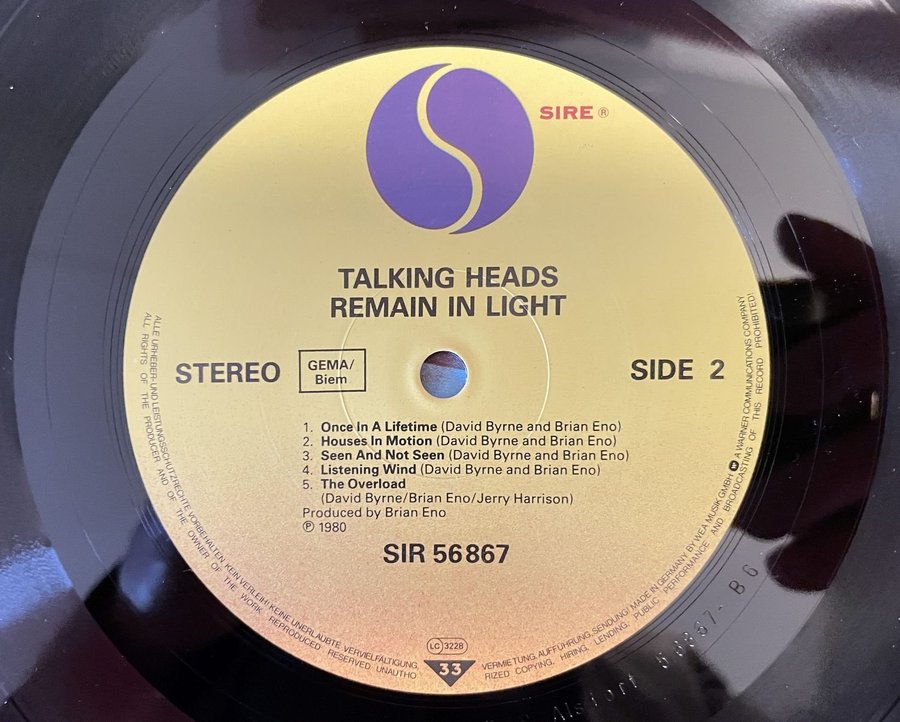 SIRE ®
TALKING HEADS
REMAIN IN LIGHT
STEREO
GEMA/
Biem
SIDE 2
1. Once In A Lifetime (David Byrne and Brian Eno)
2. Houses In Motion (David Byrne and Brian Eno)
3. Seen And Not Seen (David Byrne and Brian Eno)
4. Listening Wind (David Byrne and Brian Eno)
5. The Overload
(David Byrne/Brian Eno/Jerry Harrison)
Produced by Brian Eno
℗ 1980
SIR 56867
LC 3228
33
ALLE URHEBER- UND LEISTUNGSSCHUTZRECHTE VORBEHALTEN KEIN VERLEIH! KEINE UNERLAUBTE VERVIELFÄLTIGUNG,
VERMIETUNG, AUFFÜHRUNG, SENDUNG! MADE IN GERMANY BY WEA MUSIK GMBH A WARNER COMMUNICATIONS COMPANY
ALL RIGHTS OF THE PRODUCER AND OF THE OWNER OF THE WORK REPRODUCED RESERVED. UNAUTHO
RIZED COPYING, HIRING, LENDING, PUBLIC PERFORMANCE AND BROADCASTING OF THIS RECORD PROHIBITED!
Alsdorf 56867-B6